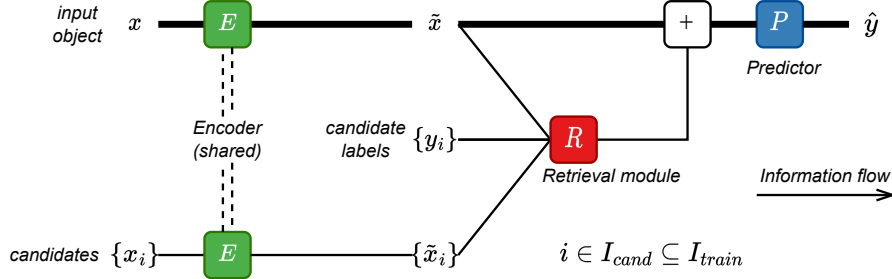 input
object
x
E
x̃
+
P
ŷ
Predictor
Encoder
(shared)
candidate
labels
{y_i}
R
Retrieval module
Information flow
candidates
{x_i}
E
{x̃_i}
i ∈ I_cand ⊆ I_train